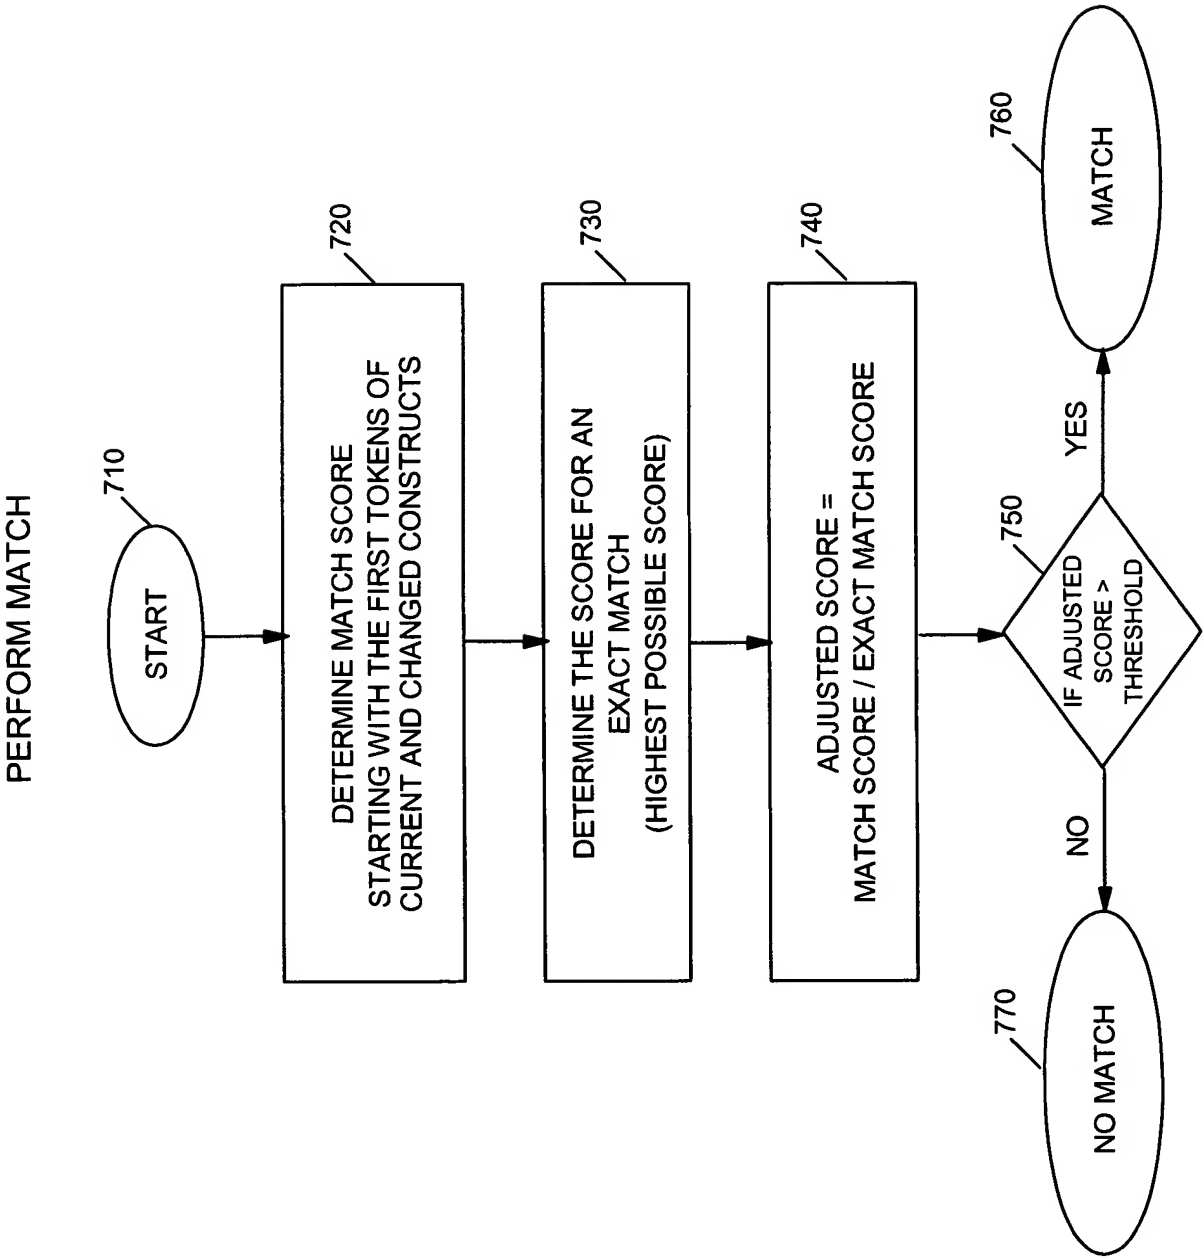 PERFORM MATCH
710
START
720
DETERMINE MATCH SCORE
STARTING WITH THE FIRST TOKENS OF
CURRENT AND CHANGED CONSTRUCTS
730
DETERMINE THE SCORE FOR AN
EXACT MATCH
(HIGHEST POSSIBLE SCORE)
740
ADJUSTED SCORE =
MATCH SCORE / EXACT MATCH SCORE
750
IF ADJUSTED
SCORE >
THRESHOLD
NO
YES
770
NO MATCH
760
MATCH